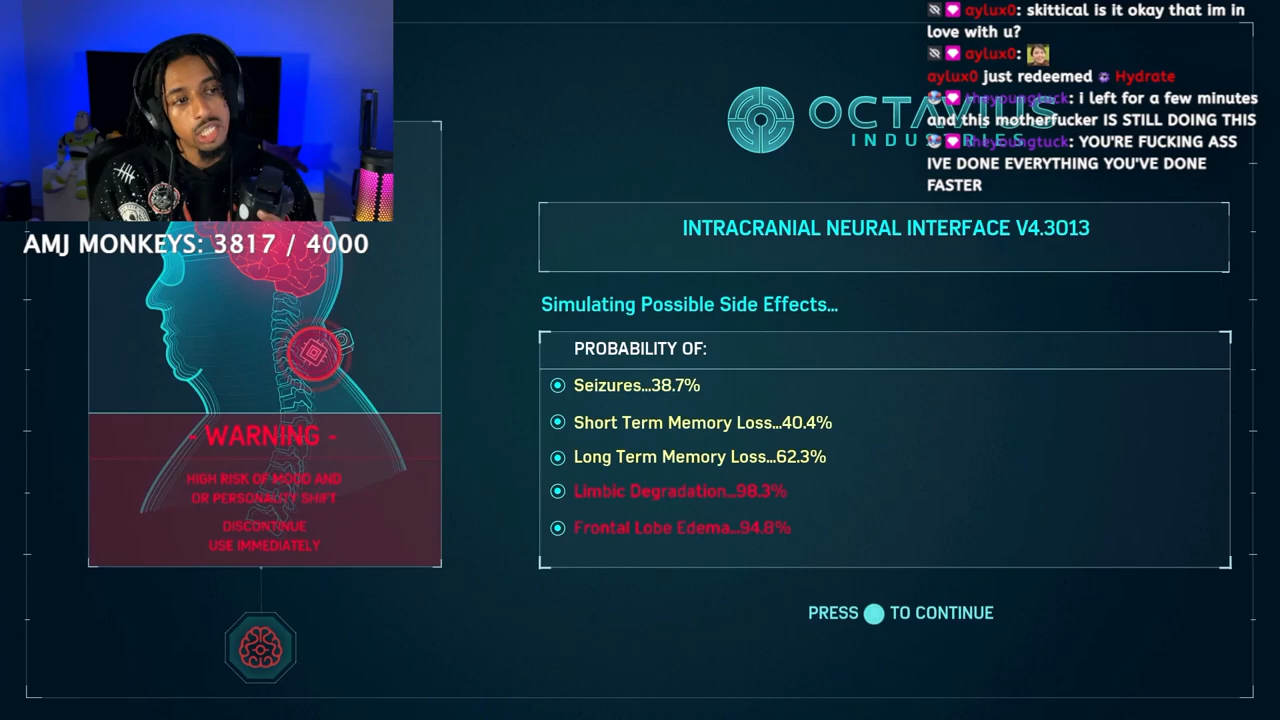 aylux0: skittical is it okay that im in
love with u?
aylux0:
aylux0 just redeemed Hydrate
theyoungtuck: i left for a few minutes
and this motherfucker IS STILL DOING THIS
theyoungtuck: YOU'RE FUCKING ASS
IVE DONE EVERYTHING YOU'VE DONE
FASTER
OCTAVIUS
INDUSTRIES
AMJ MONKEYS: 3817 / 4000
INTRACRANIAL NEURAL INTERFACE V4.3013
Simulating Possible Side Effects...
PROBABILITY OF:
Seizures...38.7%
Short Term Memory Loss...40.4%
Long Term Memory Loss...62.3%
Limbic Degradation...98.3%
Frontal Lobe Edema...94.8%
- WARNING -
HIGH RISK OF MOOD AND
OR PERSONALITY SHIFT
DISCONTINUE
USE IMMEDIATELY
PRESS TO CONTINUE